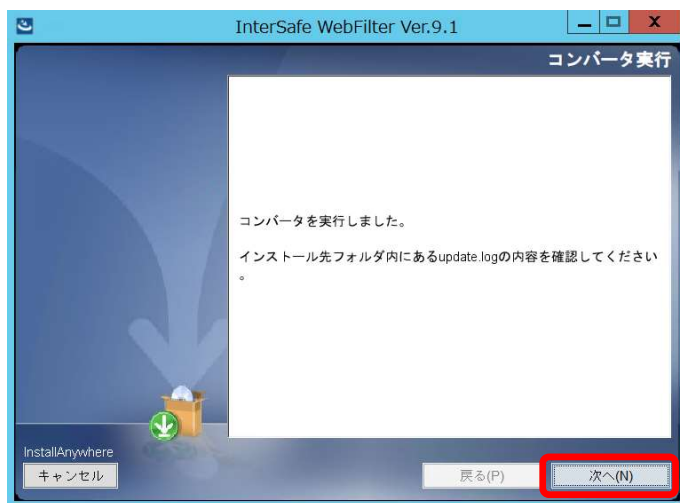 InterSafe WebFilter Ver.9.1
コンバータ実行
コンバータを実行しました。
インストール先フォルダ内にあるupdate.logの内容を確認してください
。
InstallAnywhere
キャンセル
戻る(P)
次へ(N)